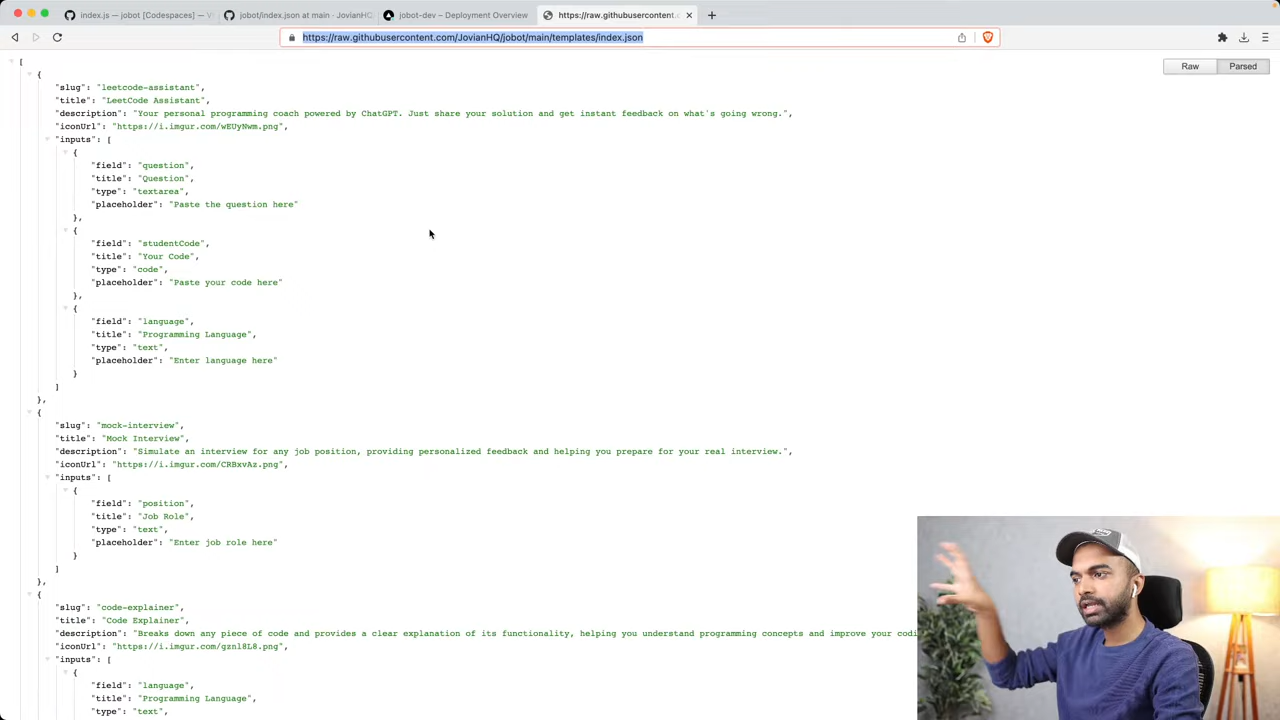 index.js — jobot [Codespaces] — V
jobot/index.json at main · JovianHQ
jobot-dev – Deployment Overview
https://raw.githubusercontent.c
https://raw.githubusercontent.com/JovianHQ/jobot/main/templates/index.json
Raw
Parsed
[
{
"slug": "leetcode-assistant",
"title": "LeetCode Assistant",
"description": "Your personal programming coach powered by ChatGPT. Just share your solution and get instant feedback on what's going wrong.",
"iconUrl": "https://i.imgur.com/wEUyNwm.png",
"inputs": [
{
"field": "question",
"title": "Question",
"type": "textarea",
"placeholder": "Paste the question here"
},
{
"field": "studentCode",
"title": "Your Code",
"type": "code",
"placeholder": "Paste your code here"
},
{
"field": "language",
"title": "Programming Language",
"type": "text",
"placeholder": "Enter language here"
}
]
},
{
"slug": "mock-interview",
"title": "Mock Interview",
"description": "Simulate an interview for any job position, providing personalized feedback and helping you prepare for your real interview.",
"iconUrl": "https://i.imgur.com/CRBxvAz.png",
"inputs": [
{
"field": "position",
"title": "Job Role",
"type": "text",
"placeholder": "Enter job role here"
}
]
},
{
"slug": "code-explainer",
"title": "Code Explainer",
"description": "Breaks down any piece of code and provides a clear explanation of its functionality, helping you understand programming concepts and improve your codi
"iconUrl": "https://i.imgur.com/gznl8L8.png",
"inputs": [
{
"field": "language",
"title": "Programming Language",
"type": "text",